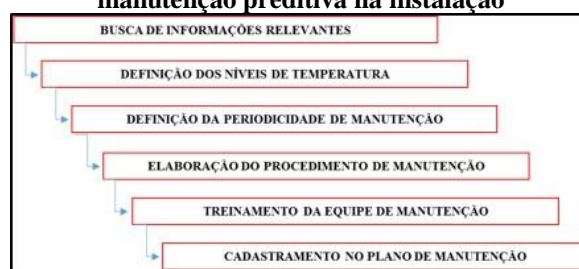 manutenção preditiva na instalação
BUSCA DE INFORMAÇÕES RELEVANTES
DEFINIÇÃO DOS NÍVEIS DE TEMPERATURA
DEFINIÇÃO DA PERIODICIDADE DE MANUTENÇÃO
ELABORAÇÃO DO PROCEDIMENTO DE MANUTENÇÃO
TREINAMENTO DA EQUIPE DE MANUTENÇÃO
CADASTRAMENTO NO PLANO DE MANUTENÇÃO